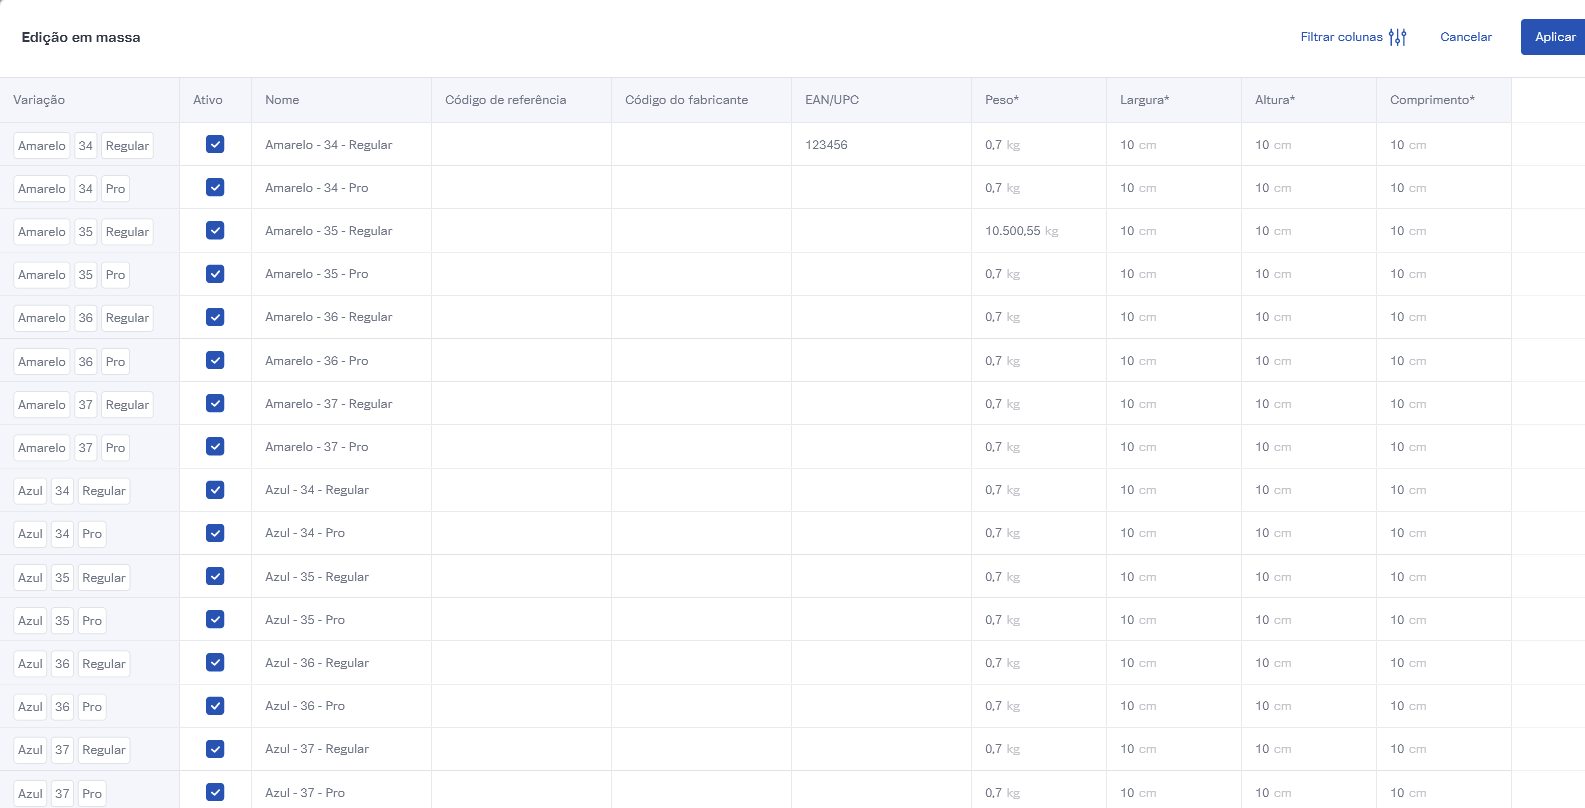 Edição em massa Filtrar colunas Cancelar Aplicar
Variação Ativo Nome Código de referência Código do fabricante EAN/UPC Peso* Largura* Altura* Comprimento*
Amarelo 34 Regular Amarelo - 34 - Regular 123456 0,7 kg 10 cm 10 cm 10 cm
Amarelo 34 Pro Amarelo - 34 - Pro 0,7 kg 10 cm 10 cm 10 cm
Amarelo 35 Regular Amarelo - 35 - Regular 10.500,55 kg 10 cm 10 cm 10 cm
Amarelo 35 Pro Amarelo - 35 - Pro 0,7 kg 10 cm 10 cm 10 cm
Amarelo 36 Regular Amarelo - 36 - Regular 0,7 kg 10 cm 10 cm 10 cm
Amarelo 36 Pro Amarelo - 36 - Pro 0,7 kg 10 cm 10 cm 10 cm
Amarelo 37 Regular Amarelo - 37 - Regular 0,7 kg 10 cm 10 cm 10 cm
Amarelo 37 Pro Amarelo - 37 - Pro 0,7 kg 10 cm 10 cm 10 cm
Azul 34 Regular Azul - 34 - Regular 0,7 kg 10 cm 10 cm 10 cm
Azul 34 Pro Azul - 34 - Pro 0,7 kg 10 cm 10 cm 10 cm
Azul 35 Regular Azul - 35 - Regular 0,7 kg 10 cm 10 cm 10 cm
Azul 35 Pro Azul - 35 - Pro 0,7 kg 10 cm 10 cm 10 cm
Azul 36 Regular Azul - 36 - Regular 0,7 kg 10 cm 10 cm 10 cm
Azul 36 Pro Azul - 36 - Pro 0,7 kg 10 cm 10 cm 10 cm
Azul 37 Regular Azul - 37 - Regular 0,7 kg 10 cm 10 cm 10 cm
Azul 37 Pro Azul - 37 - Pro 0,7 kg 10 cm 10 cm 10 cm